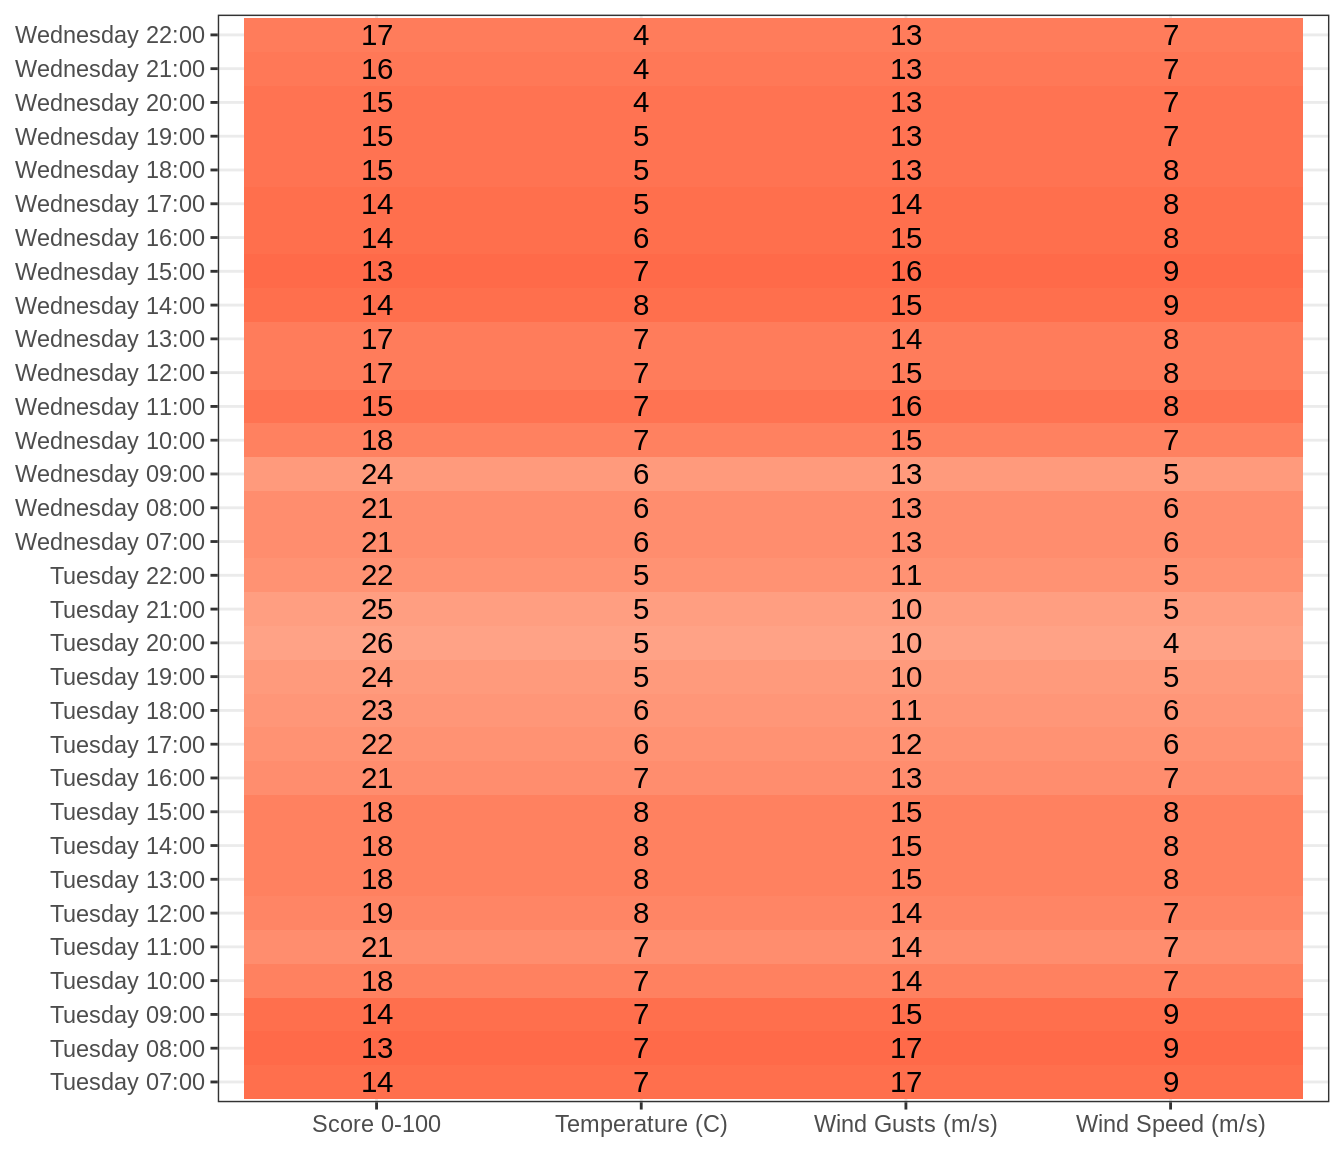 Wednesday 22:00 17 4 13 7
Wednesday 21:00 16 4 13 7
Wednesday 20:00 15 4 13 7
Wednesday 19:00 15 5 13 7
Wednesday 18:00 15 5 13 8
Wednesday 17:00 14 5 14 8
Wednesday 16:00 14 6 15 8
Wednesday 15:00 13 7 16 9
Wednesday 14:00 14 8 15 9
Wednesday 13:00 17 7 14 8
Wednesday 12:00 17 7 15 8
Wednesday 11:00 15 7 16 8
Wednesday 10:00 18 7 15 7
Wednesday 09:00 24 6 13 5
Wednesday 08:00 21 6 13 6
Wednesday 07:00 21 6 13 6
Tuesday 22:00 22 5 11 5
Tuesday 21:00 25 5 10 5
Tuesday 20:00 26 5 10 4
Tuesday 19:00 24 5 10 5
Tuesday 18:00 23 6 11 6
Tuesday 17:00 22 6 12 6
Tuesday 16:00 21 7 13 7
Tuesday 15:00 18 8 15 8
Tuesday 14:00 18 8 15 8
Tuesday 13:00 18 8 15 8
Tuesday 12:00 19 8 14 7
Tuesday 11:00 21 7 14 7
Tuesday 10:00 18 7 14 7
Tuesday 09:00 14 7 15 9
Tuesday 08:00 13 7 17 9
Tuesday 07:00 14 7 17 9
Score 0-100 Temperature (C) Wind Gusts (m/s) Wind Speed (m/s)